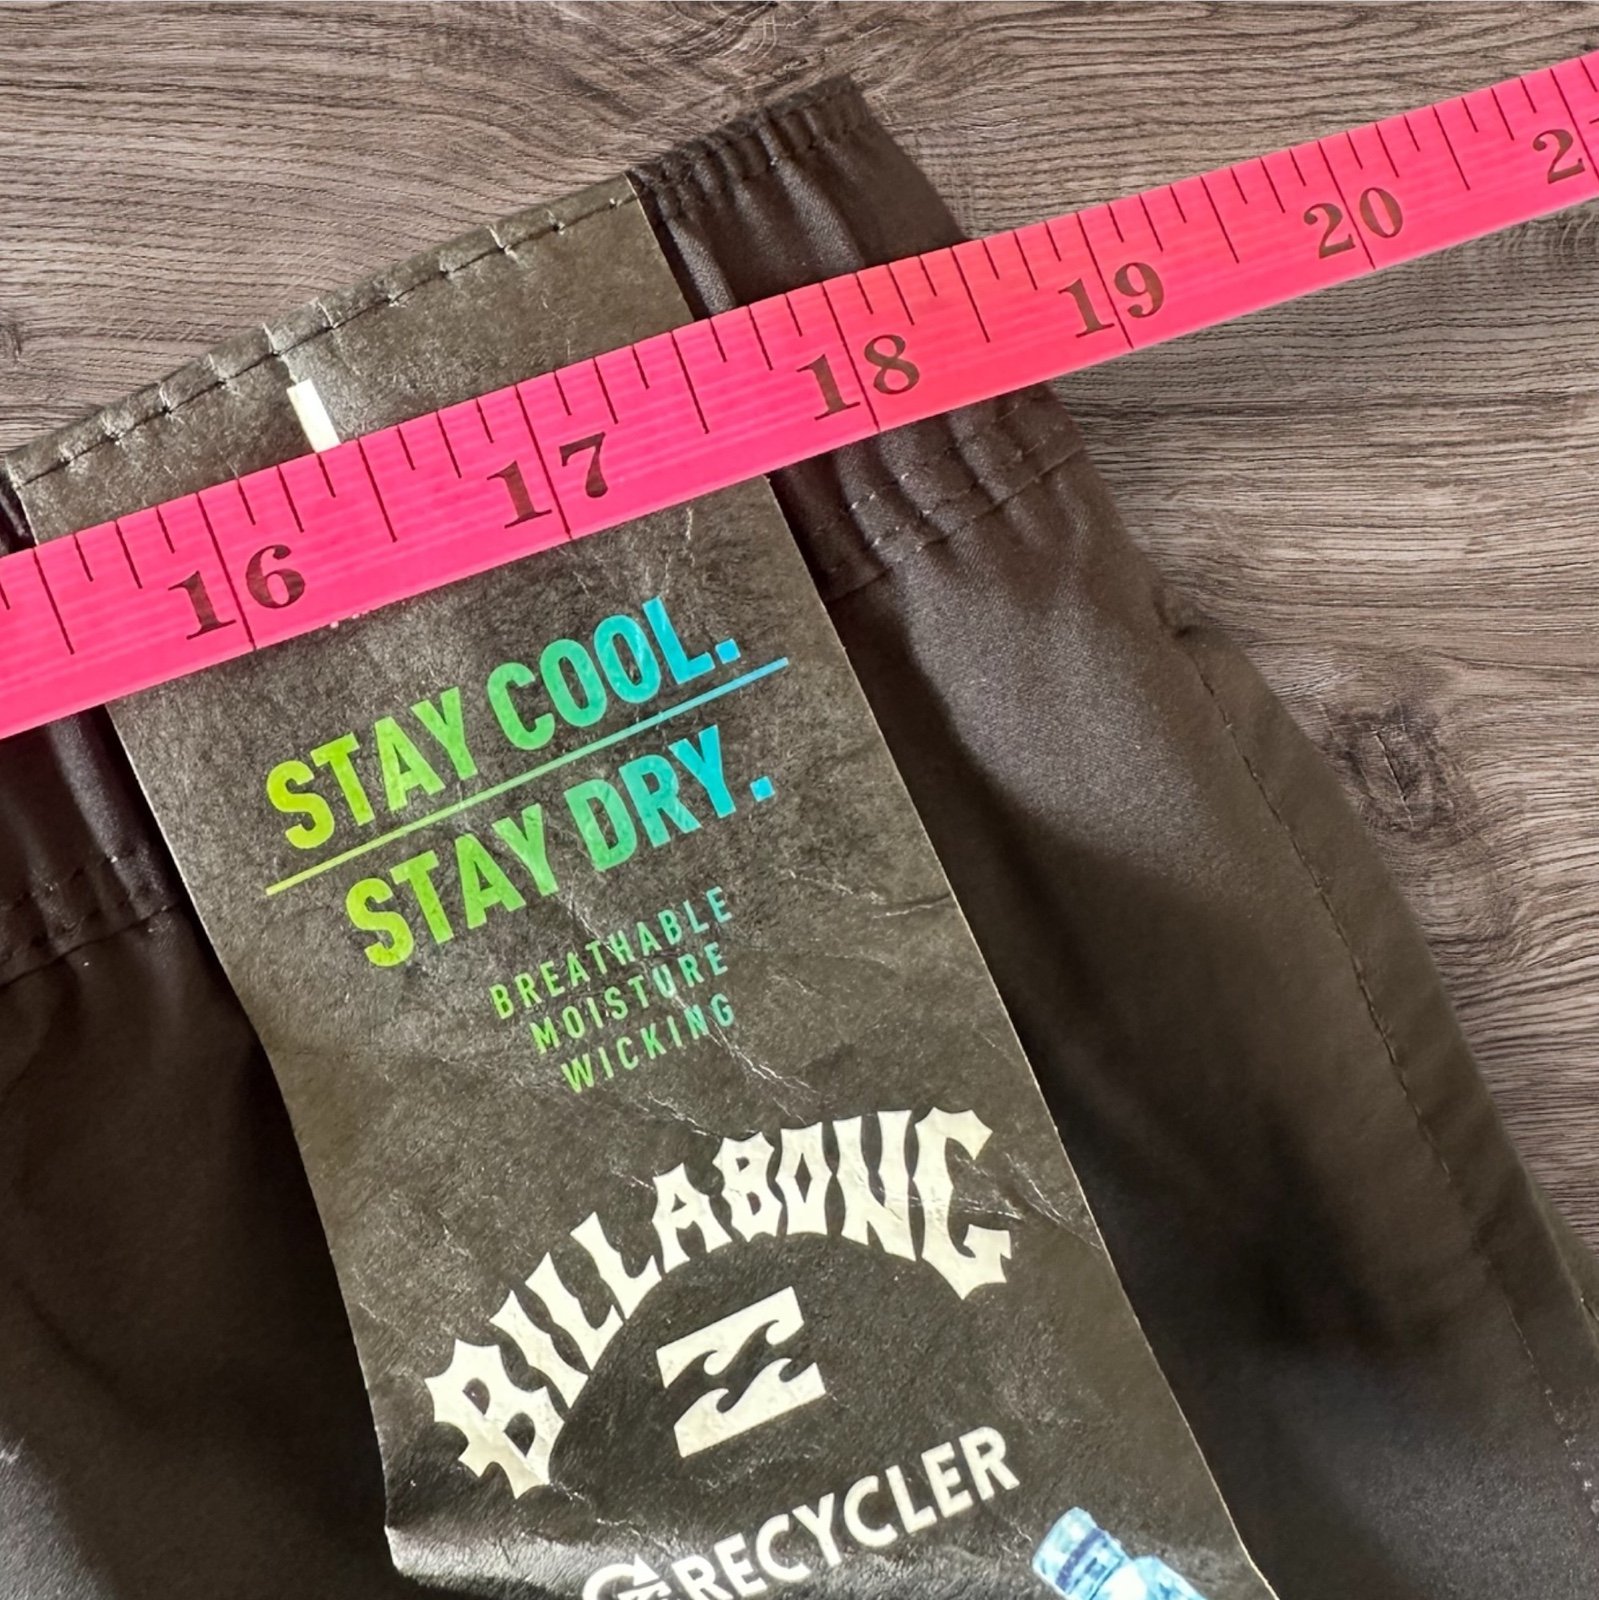 16 17 18 19 20 2
STAY COOL.
STAY DRY.
BREATHABLE
MOISTURE
WICKING
BILLABONG
RECYCLER